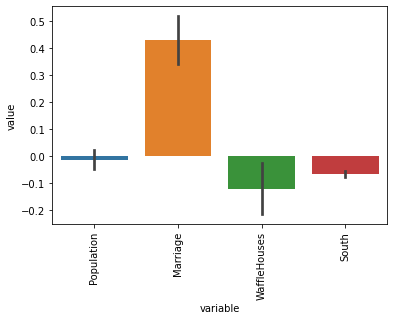 0.5
0.4
0.3
0.2
0.1
0.0
−0.1
−0.2
value
Population
Marriage
WaffleHouses
South
variable